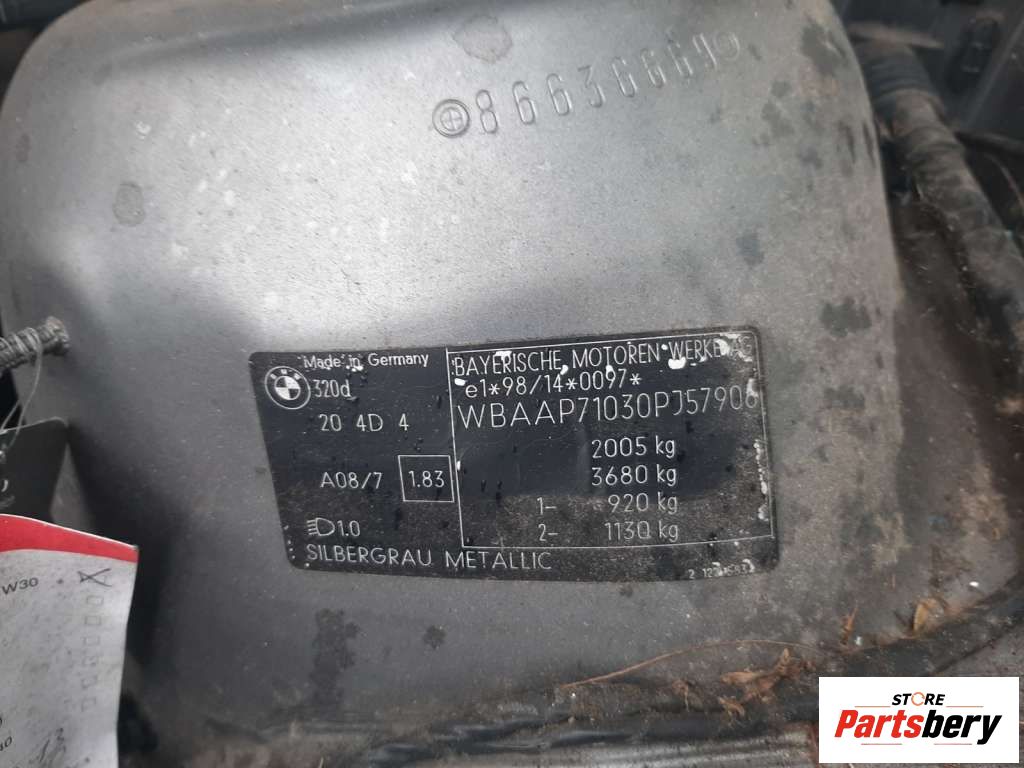 86636669
Made in Germany
320d
20 4D 4
A08/7 1.83
1.0
SILBERGRAU METALLIC
BAYERISCHE MOTOREN WERKE AG
e1*98/14*0097*
WBAAP71030PJ57906
2005 kg
3680 kg
1- 920 kg
2- 1130 kg
W30
STORE
Partsbery